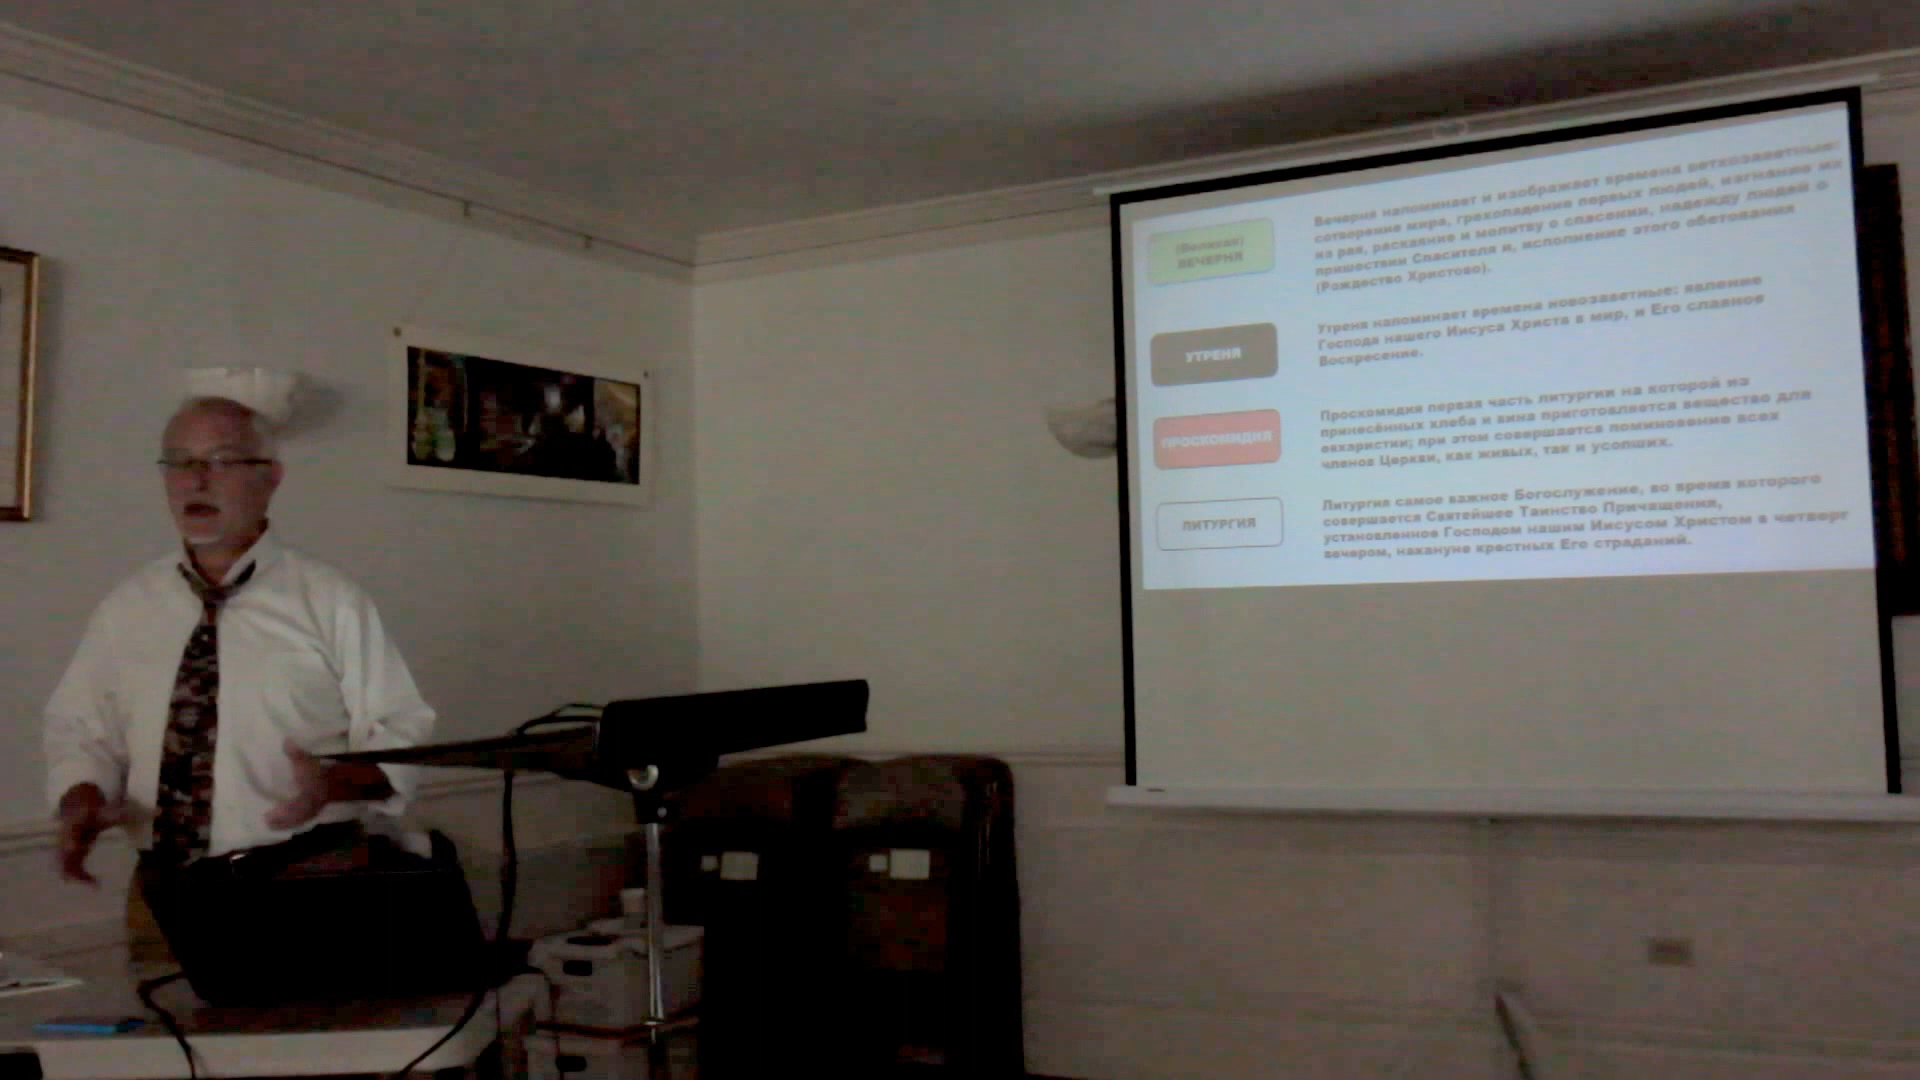 (Великая)
ВЕЧЕРНЯ
Вечерня напоминает и изображает времена ветхозаветные:
сотворение мира, грехопадение первых людей, изгнание их
из рая, раскаяние и молитву о спасении, надежду людей о
пришествии Спасителя и, исполнение этого обетования
(Рождество Христово).
УТРЕНЯ
Утреня напоминает времена новозаветные: явление
Господа нашего Иисуса Христа в мир, и Его славное
Воскресение.
ПРОСКОМИДИЯ
Проскомидия первая часть литургии на которой из
принесённых хлеба и вина приготовляется вещество для
евхаристии; при этом совершается поминовение всех
членов Церкви, как живых, так и усопших.
ЛИТУРГИЯ
Литургия самое важное Богослужение, во время которого
совершается Святейшее Таинство Причащения,
установленное Господом нашим Иисусом Христом в четверг
вечером, накануне крестных Его страданий.